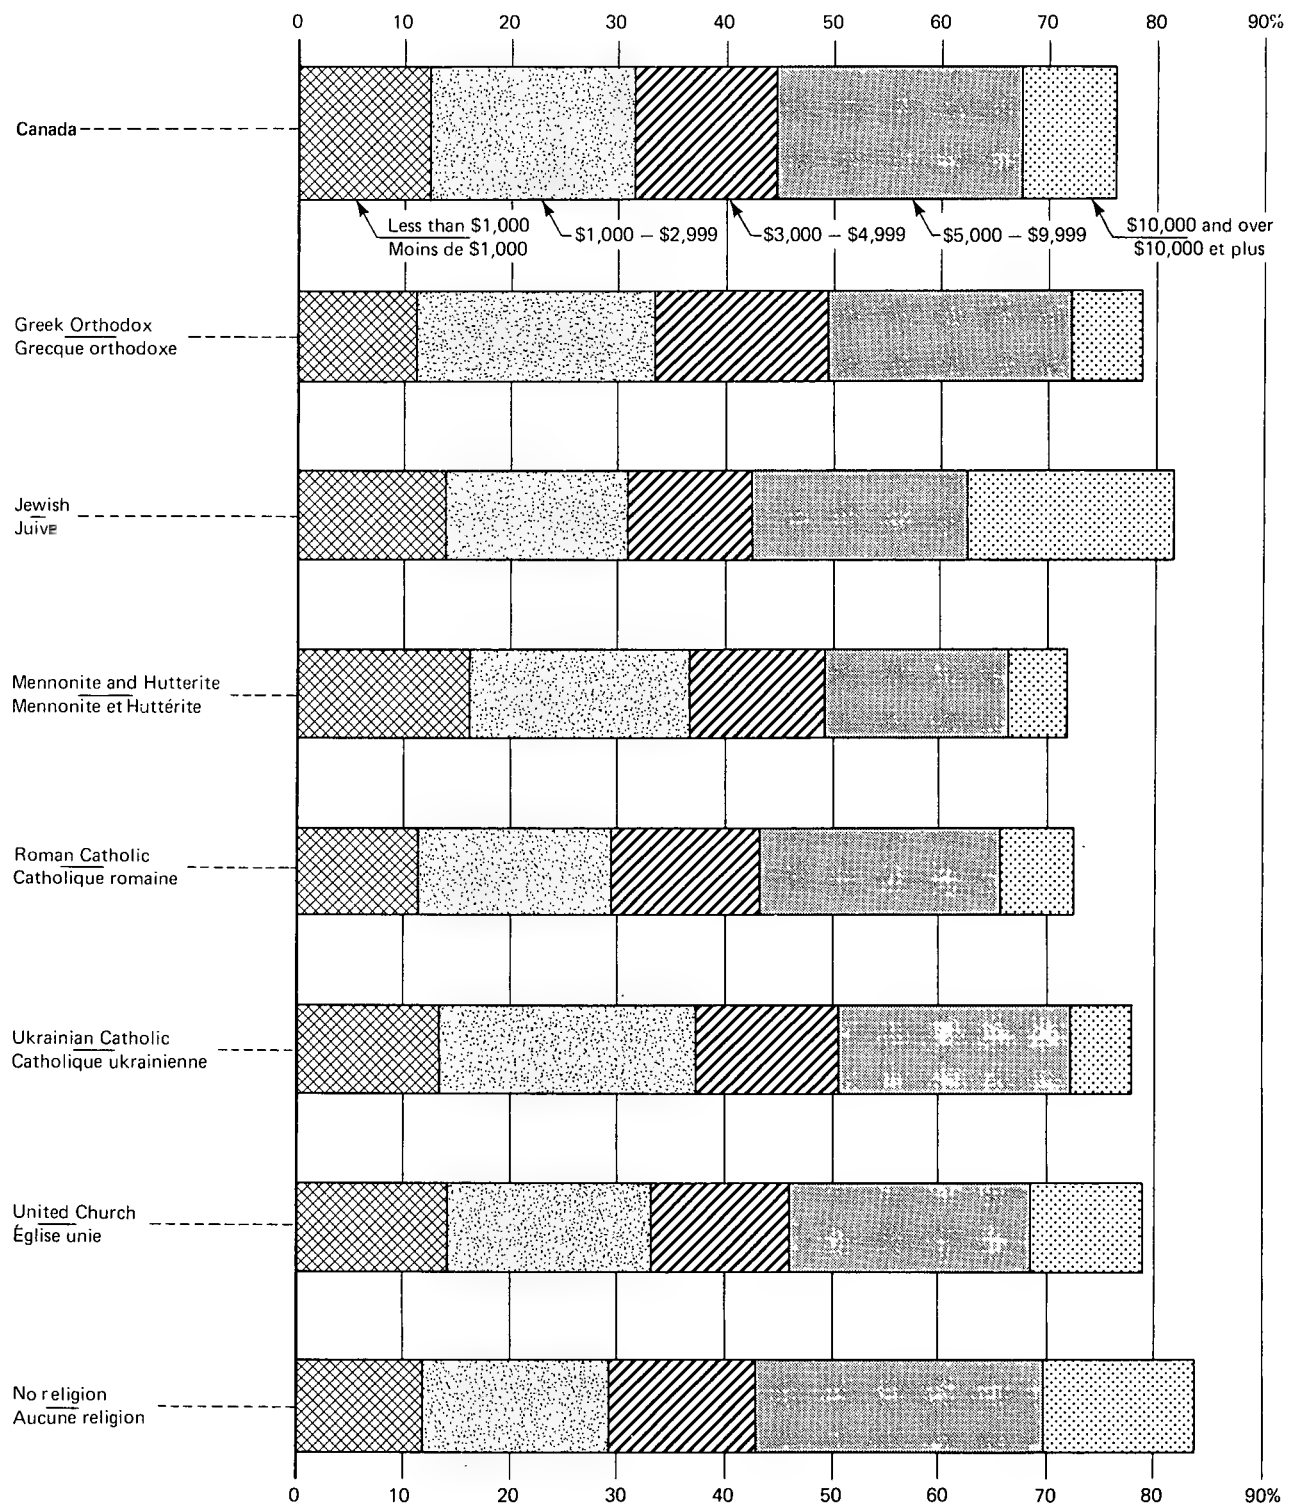 0 10 20 30 40 50 60 70 80 90%
Canada
Less than $1,000
Moins de $1,000
$1,000 – $2,999
$3,000 – $4,999
$5,000 – $9,999
$10,000 and over
$10,000 et plus
Greek Orthodox
Grecque orthodoxe
Jewish
Juive
Mennonite and Hutterite
Mennonite et Huttérite
Roman Catholic
Catholique romaine
Ukrainian Catholic
Catholique ukrainienne
United Church
Église unie
No religion
Aucune religion
0 10 20 30 40 50 60 70 80 90%